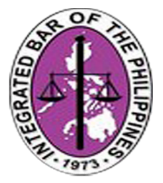 INTEGRATED BAR OF THE PHILIPPINES
• 1973 •